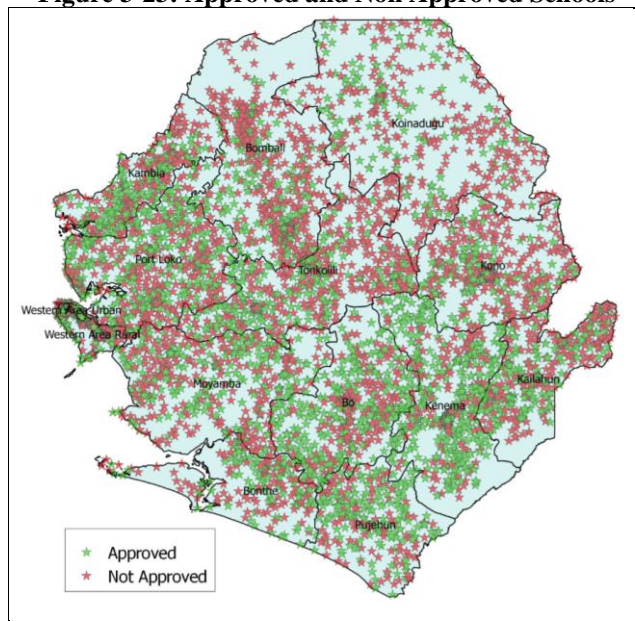 Figure 3-23: Approved and Non Approved Schools
Koinadugu
Bombali
Kambia
Port Loko
Tonkolili
Kono
Western Area Urban
Western Area Rural
Moyamba
Bo
Kenema
Kailahun
Bonthe
Pujehun
Approved
Not Approved